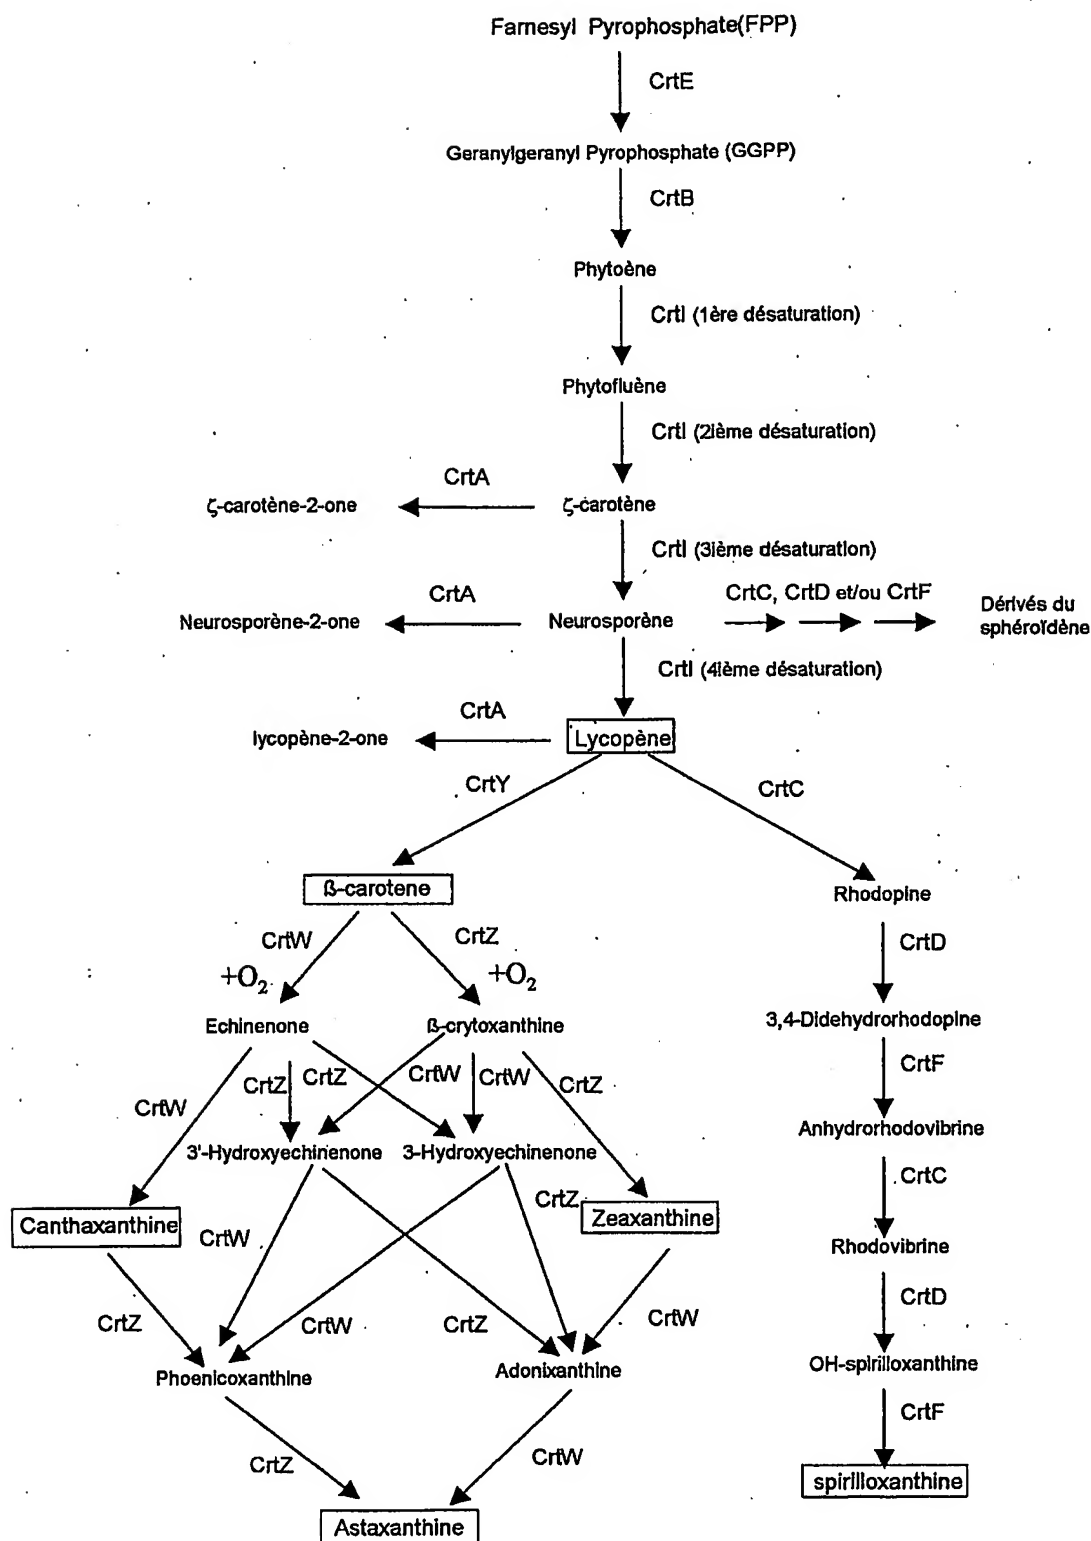 Farnesyl Pyrophosphate(FPP)
CrtE
Geranylgeranyl Pyrophosphate (GGPP)
CrtB
Phytoène
CrtI (1ère désaturation)
Phytofluène
CrtI (2ième désaturation)
CrtA
ζ-carotène-2-one
ζ-carotène
CrtI (3ième désaturation)
CrtA
CrtC, CrtD et/ou CrtF
Neurosporène-2-one
Neurosporène
Dérivés du
sphéroïdène
CrtI (4ième désaturation)
CrtA
lycopène-2-one
Lycopène
CrtY
CrtC
ß-carotene
Rhodopine
CrtW
CrtZ
CrtD
+O2
+O2
Echinenone
ß-crytoxanthine
3,4-Didehydrorhodopine
CrtW
CrtZ
CrtZ
CrtW
CrtW
CrtZ
CrtF
3'-Hydroxyechinenone
3-Hydroxyechinenone
Anhydrorhodovibrine
CrtC
Canthaxanthine
CrtW
CrtZ
Zeaxanthine
Rhodovibrine
CrtZ
CrtW
CrtZ
CrtW
CrtD
Phoenicoxanthine
Adonixanthine
OH-spirilloxanthine
CrtF
CrtZ
CrtW
spirilloxanthine
Astaxanthine